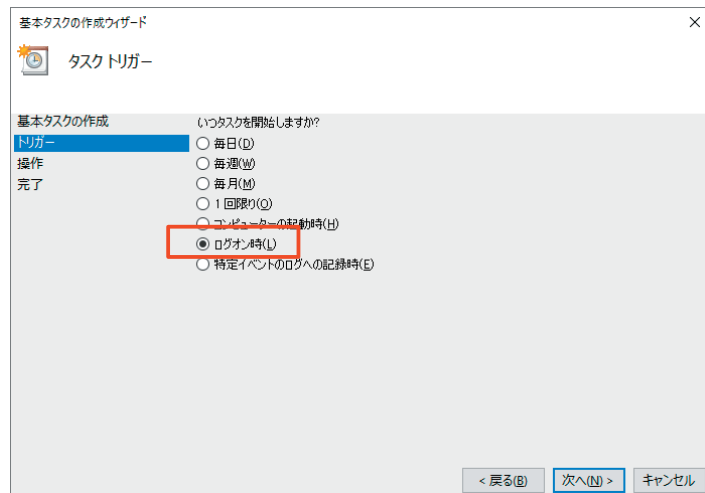 基本タスクの作成ウィザード
タスク トリガー
基本タスクの作成
トリガー
操作
完了
いつタスクを開始しますか?
毎日(D)
毎週(W)
毎月(M)
1 回限り(O)
コンピューターの起動時(H)
ログオン時(L)
特定イベントのログへの記録時(E)
< 戻る(B)
次へ(N) >
キャンセル